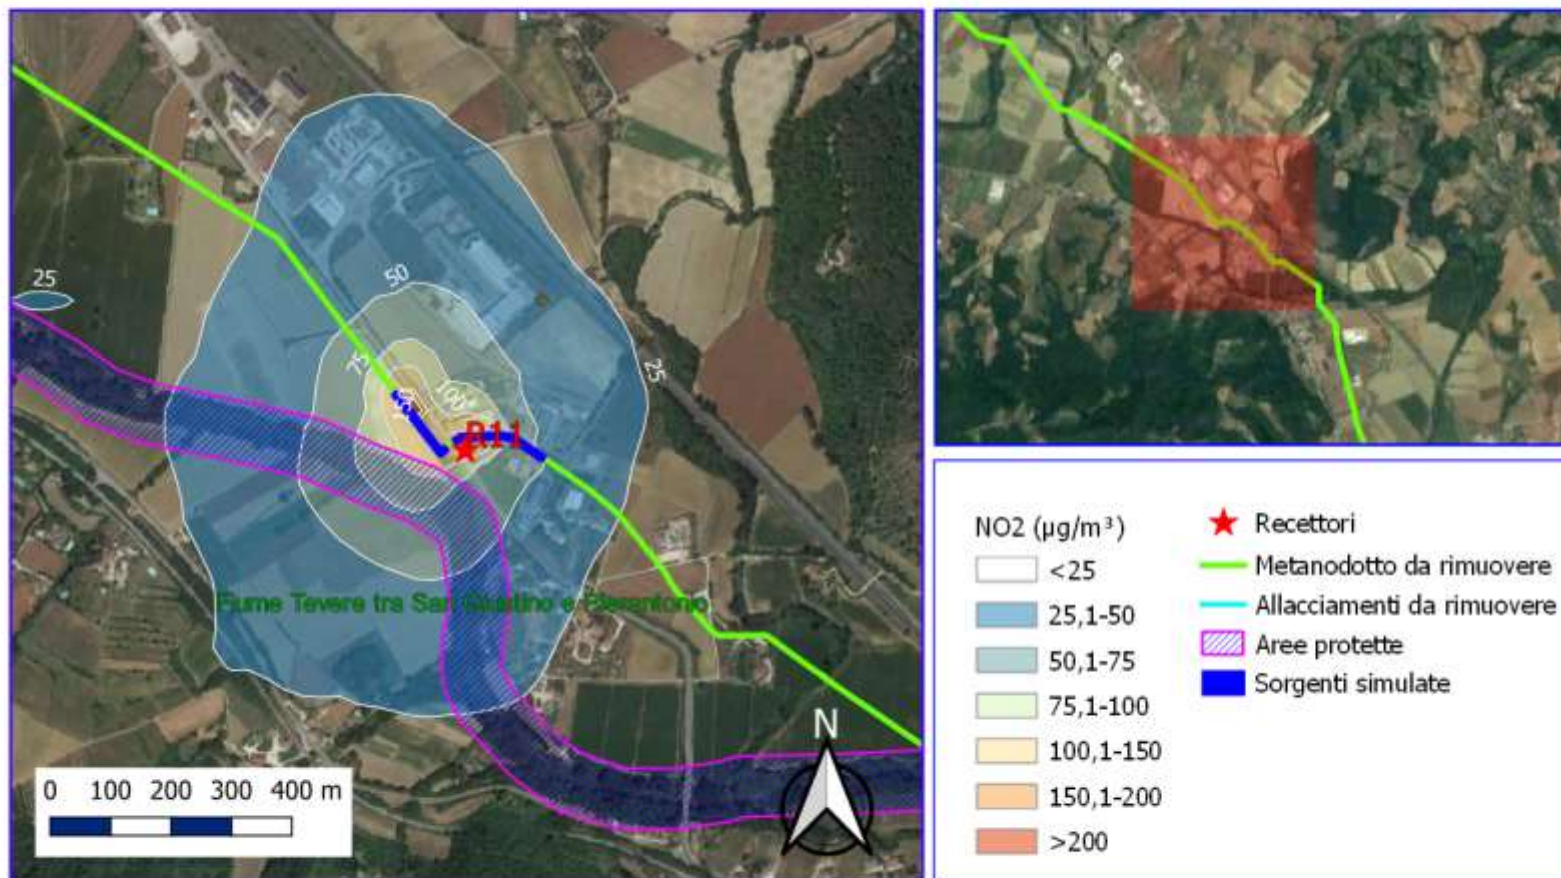 25
50
75
100
25
R11
Fiume Tevere tra San Giustino e Pierantonio
0 100 200 300 400 m
N
NO2 (µg/m³)
<25
25,1-50
50,1-75
75,1-100
100,1-150
150,1-200
>200
Recettori
Metanodotto da rimuovere
Allacciamenti da rimuovere
Aree protette
Sorgenti simulate